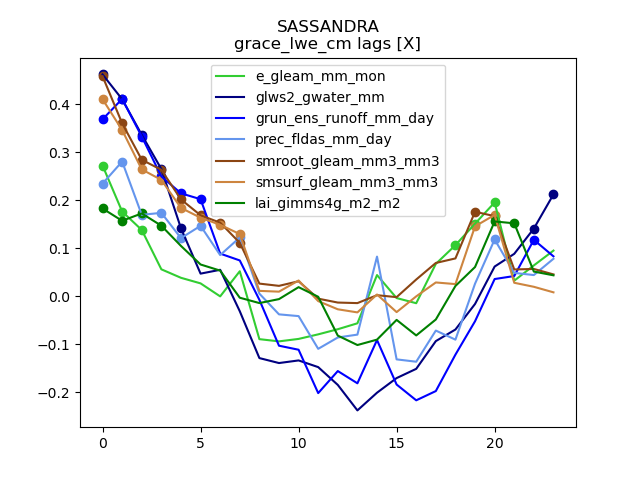 SASSANDRA
grace_lwe_cm lags [X]
e_gleam_mm_mon
glws2_gwater_mm
grun_ens_runoff_mm_day
prec_fldas_mm_day
smroot_gleam_mm3_mm3
smsurf_gleam_mm3_mm3
lai_gimms4g_m2_m2
0.4
0.3
0.2
0.1
0.0
−0.1
−0.2
0 5 10 15 20